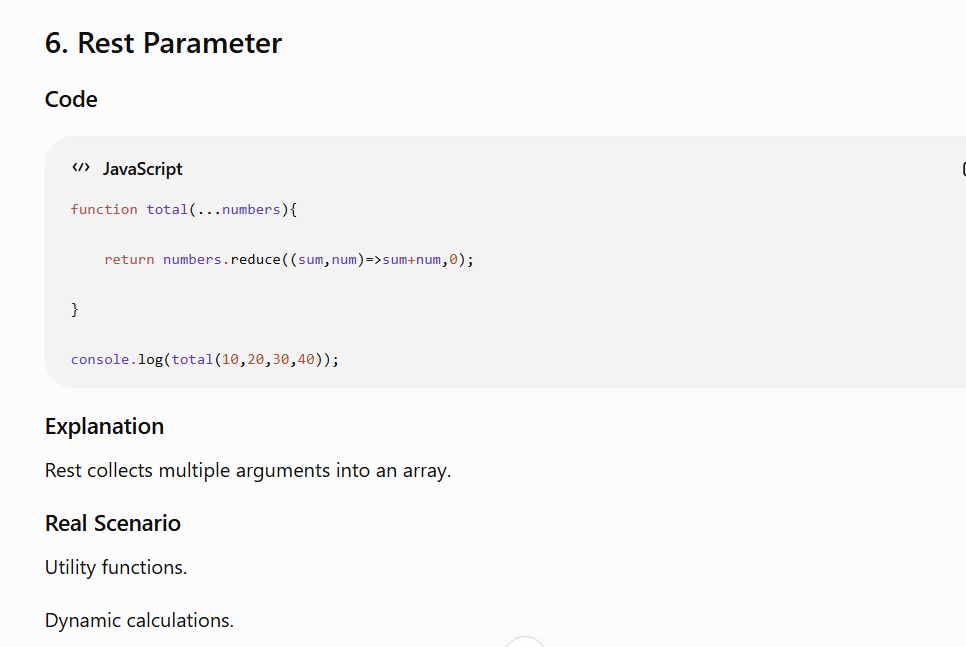 6. Rest Parameter
Code
</> JavaScript
function total(...numbers){
return numbers.reduce((sum,num)=>sum+num,0);
}
console.log(total(10,20,30,40));
Explanation
Rest collects multiple arguments into an array.
Real Scenario
Utility functions.
Dynamic calculations.